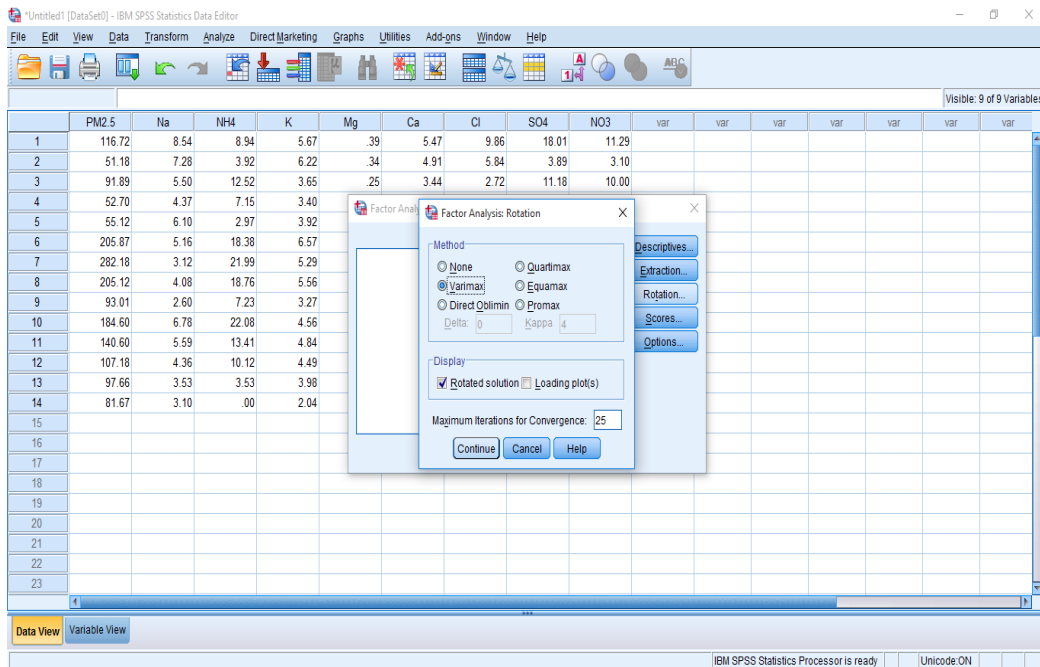 *Untitled1 [DataSet0] - IBM SPSS Statistics Data Editor
File Edit View Data Transform Analyze Direct Marketing Graphs Utilities Add-ons Window Help
Visible: 9 of 9 Variables
PM2.5 Na NH4 K Mg Ca Cl SO4 NO3 var var var var var var var
1 116.72 8.54 8.94 5.67 .39 5.47 9.86 18.01 11.29
2 51.18 7.28 3.92 6.22 .34 4.91 5.84 3.89 3.10
3 91.89 5.50 12.52 3.65 .25 3.44 2.72 11.18 10.00
4 52.70 4.37 7.15 3.40
5 55.12 6.10 2.97 3.92
6 205.87 5.16 18.38 6.57
7 282.18 3.12 21.99 5.29
8 205.12 4.08 18.76 5.56
9 93.01 2.60 7.23 3.27
10 184.60 6.78 22.08 4.56
11 140.60 5.59 13.41 4.84
12 107.18 4.36 10.12 4.49
13 97.66 3.53 3.53 3.98
14 81.67 3.10 .00 2.04
15
16
17
18
19
20
21
22
23
Factor Analy
Descriptives...
Extraction...
Rotation...
Scores...
Options...
Factor Analysis: Rotation
Method
None Quartimax
Varimax Equamax
Direct Oblimin Promax
Delta: 0 Kappa 4
Display
Rotated solution Loading plot(s)
Maximum Iterations for Convergence: 25
Continue Cancel Help
Data View Variable View
IBM SPSS Statistics Processor is ready Unicode:ON